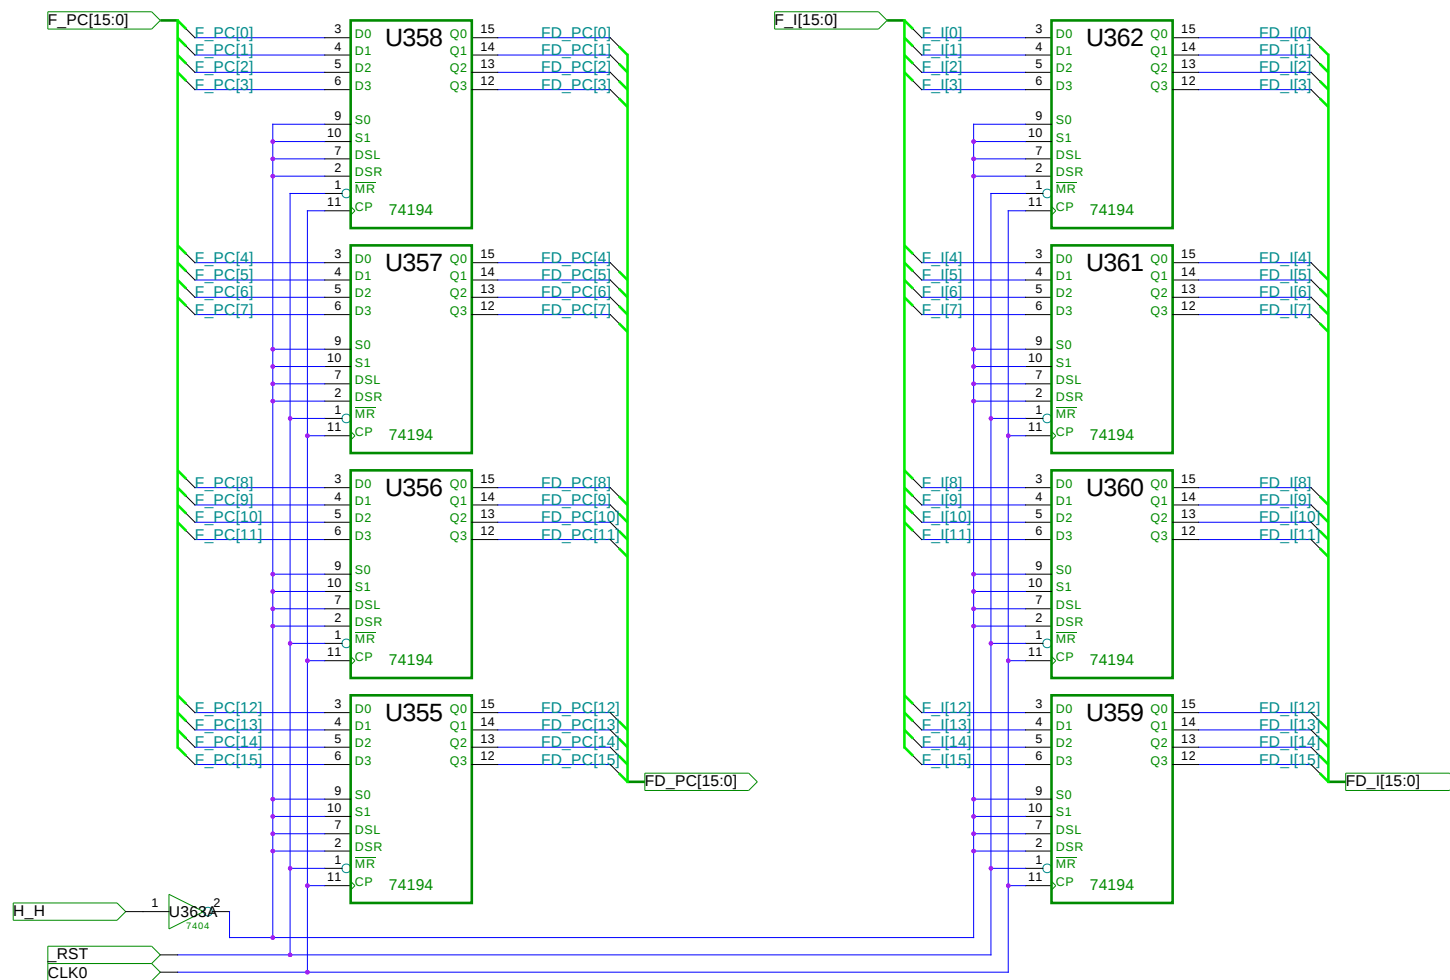 F_PC[15:0]
F_PC[0] 3 D0 U358 Q0 15 FD_PC[0]
F_PC[1] 4 D1 Q1 14 FD_PC[1]
F_PC[2] 5 D2 Q2 13 FD_PC[2]
F_PC[3] 6 D3 Q3 12 FD_PC[3]
9 S0
10 S1
7 DSL
2 DSR
1 MR
11 CP 74194
F_PC[4] 3 D0 U357 Q0 15 FD_PC[4]
F_PC[5] 4 D1 Q1 14 FD_PC[5]
F_PC[6] 5 D2 Q2 13 FD_PC[6]
F_PC[7] 6 D3 Q3 12 FD_PC[7]
9 S0
10 S1
7 DSL
2 DSR
1 MR
11 CP 74194
F_PC[8] 3 D0 U356 Q0 15 FD_PC[8]
F_PC[9] 4 D1 Q1 14 FD_PC[9]
F_PC[10] 5 D2 Q2 13 FD_PC[10]
F_PC[11] 6 D3 Q3 12 FD_PC[11]
9 S0
10 S1
7 DSL
2 DSR
1 MR
11 CP 74194
F_PC[12] 3 D0 U355 Q0 15 FD_PC[12]
F_PC[13] 4 D1 Q1 14 FD_PC[13]
F_PC[14] 5 D2 Q2 13 FD_PC[14]
F_PC[15] 6 D3 Q3 12 FD_PC[15]
FD_PC[15:0]
9 S0
10 S1
7 DSL
2 DSR
1 MR
11 CP 74194
F_I[15:0]
F_I[0] 3 D0 U362 Q0 15 FD_I[0]
F_I[1] 4 D1 Q1 14 FD_I[1]
F_I[2] 5 D2 Q2 13 FD_I[2]
F_I[3] 6 D3 Q3 12 FD_I[3]
9 S0
10 S1
7 DSL
2 DSR
1 MR
11 CP 74194
F_I[4] 3 D0 U361 Q0 15 FD_I[4]
F_I[5] 4 D1 Q1 14 FD_I[5]
F_I[6] 5 D2 Q2 13 FD_I[6]
F_I[7] 6 D3 Q3 12 FD_I[7]
9 S0
10 S1
7 DSL
2 DSR
1 MR
11 CP 74194
F_I[8] 3 D0 U360 Q0 15 FD_I[8]
F_I[9] 4 D1 Q1 14 FD_I[9]
F_I[10] 5 D2 Q2 13 FD_I[10]
F_I[11] 6 D3 Q3 12 FD_I[11]
9 S0
10 S1
7 DSL
2 DSR
1 MR
11 CP 74194
F_I[12] 3 D0 U359 Q0 15 FD_I[12]
F_I[13] 4 D1 Q1 14 FD_I[13]
F_I[14] 5 D2 Q2 13 FD_I[14]
F_I[15] 6 D3 Q3 12 FD_I[15]
FD_I[15:0]
9 S0
10 S1
7 DSL
2 DSR
1 MR
11 CP 74194
H_H 1 U363A 2
7404
_RST
CLK0